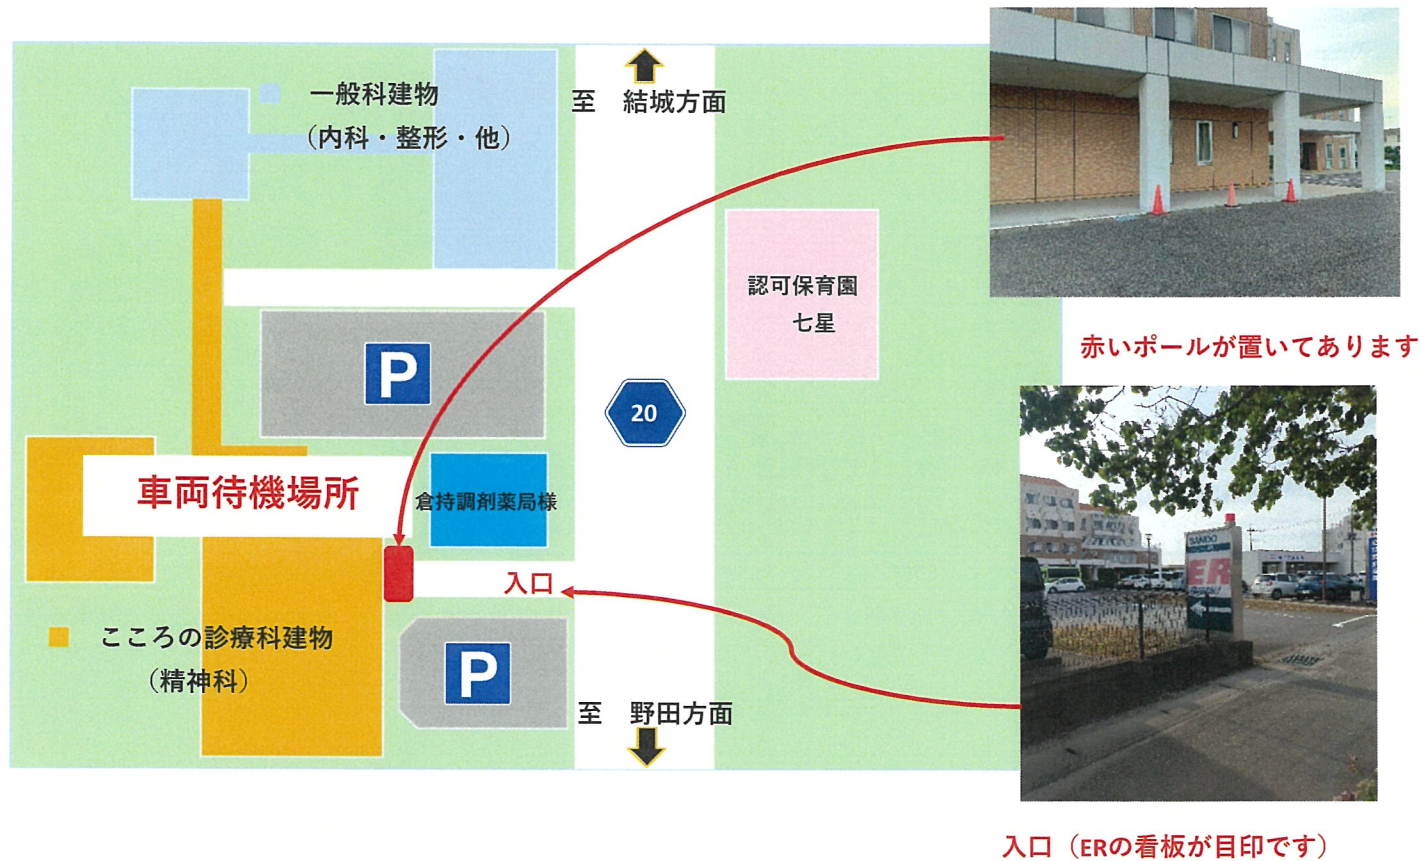 一般科建物
（内科・整形・他）
至　結城方面
認可保育園
七星
赤いポールが置いてあります
P
20
車両待機場所
倉持調剤薬局様
入口
こころの診療科建物
（精神科）
P
至　野田方面
SANDO
ER
入口（ERの看板が目印です）